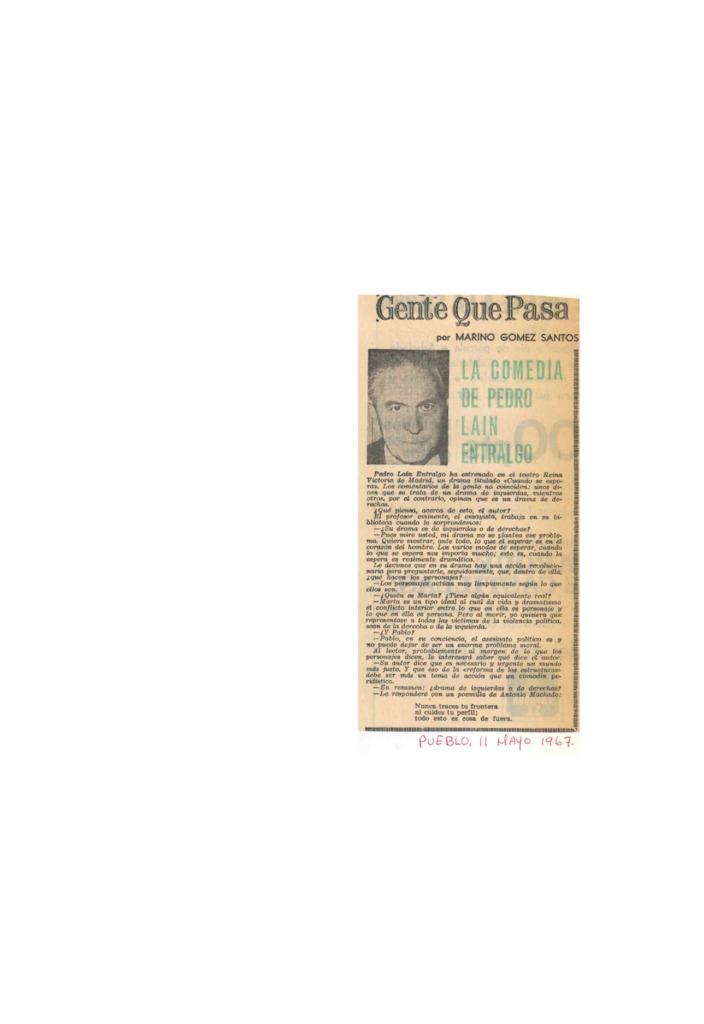 Gente Que Pasa
por MARINO GOMEZ SANTOS
LA COMEDIA
DE PEDRO
LAIN
ENTRALGO
Pedro Laín Entralgo ha estrenado en el teatro Reina
Victoria de Madrid, un drama titulado «Cuando se espe-
ra». Los comentarios de la gente no coinciden: unos di-
cen que se trata de un drama de izquierdas, mientras
otros, por el contrario, opinan que es un drama de de-
rechas.
¿Qué piensa, acerca de esto, el autor?
El profesor eminente, el ensayista, trabaja en su bi-
blioteca cuando le sorprendemos:
—¿Su drama es de izquierdas o de derechas?
—Pues mire usted, mi drama no se plantea ese proble-
ma. Quiere mostrar, ante todo, lo que el esperar es en el
corazón del hombre. Los varios modos de esperar, cuando
lo que se espera nos importa mucho; esto es, cuando la
espera es realmente dramática.
Le decimos que en su drama hay una acción revolucio-
naria para preguntarle, seguidamente, que, dentro de ella,
¿qué hacen los personajes?
—Los personajes actúan muy limpiamente según lo que
ellos son.
—¿Quién es Marta? ¿Tiene algún equivalente real?
—Marta es un tipo ideal al cual da vida y dramatismo
el conflicto interior entre lo que en ella es personaje y
lo que en ella es persona. Pero al morir, yo quisiera que
representase a todas las víctimas de la violencia política,
sean de la derecha o de la izquierda.
—¿Y Pablo?
—Pablo, en su conciencia, el asesinato político es y
no puede dejar de ser un enorme problema moral.
Al lector, probablemente al margen de lo que los
personajes dicen, le interesará saber qué dice el autor.
—Su autor dice que es necesario y urgente un mundo
más justo. Y que eso de la «reforma de las estructuras»
debe ser más un tema de acción que un comodín pe-
ridístico.
—En resumen: ¿drama de izquierdas o de derechas?
—Le responderé con un poemilla de Antonio Machado:
Nunca traces tu frontera
ni cuides tu perfil;
todo esto es cosa de fuera.
PUEBLO, 11 MAYO 1967.